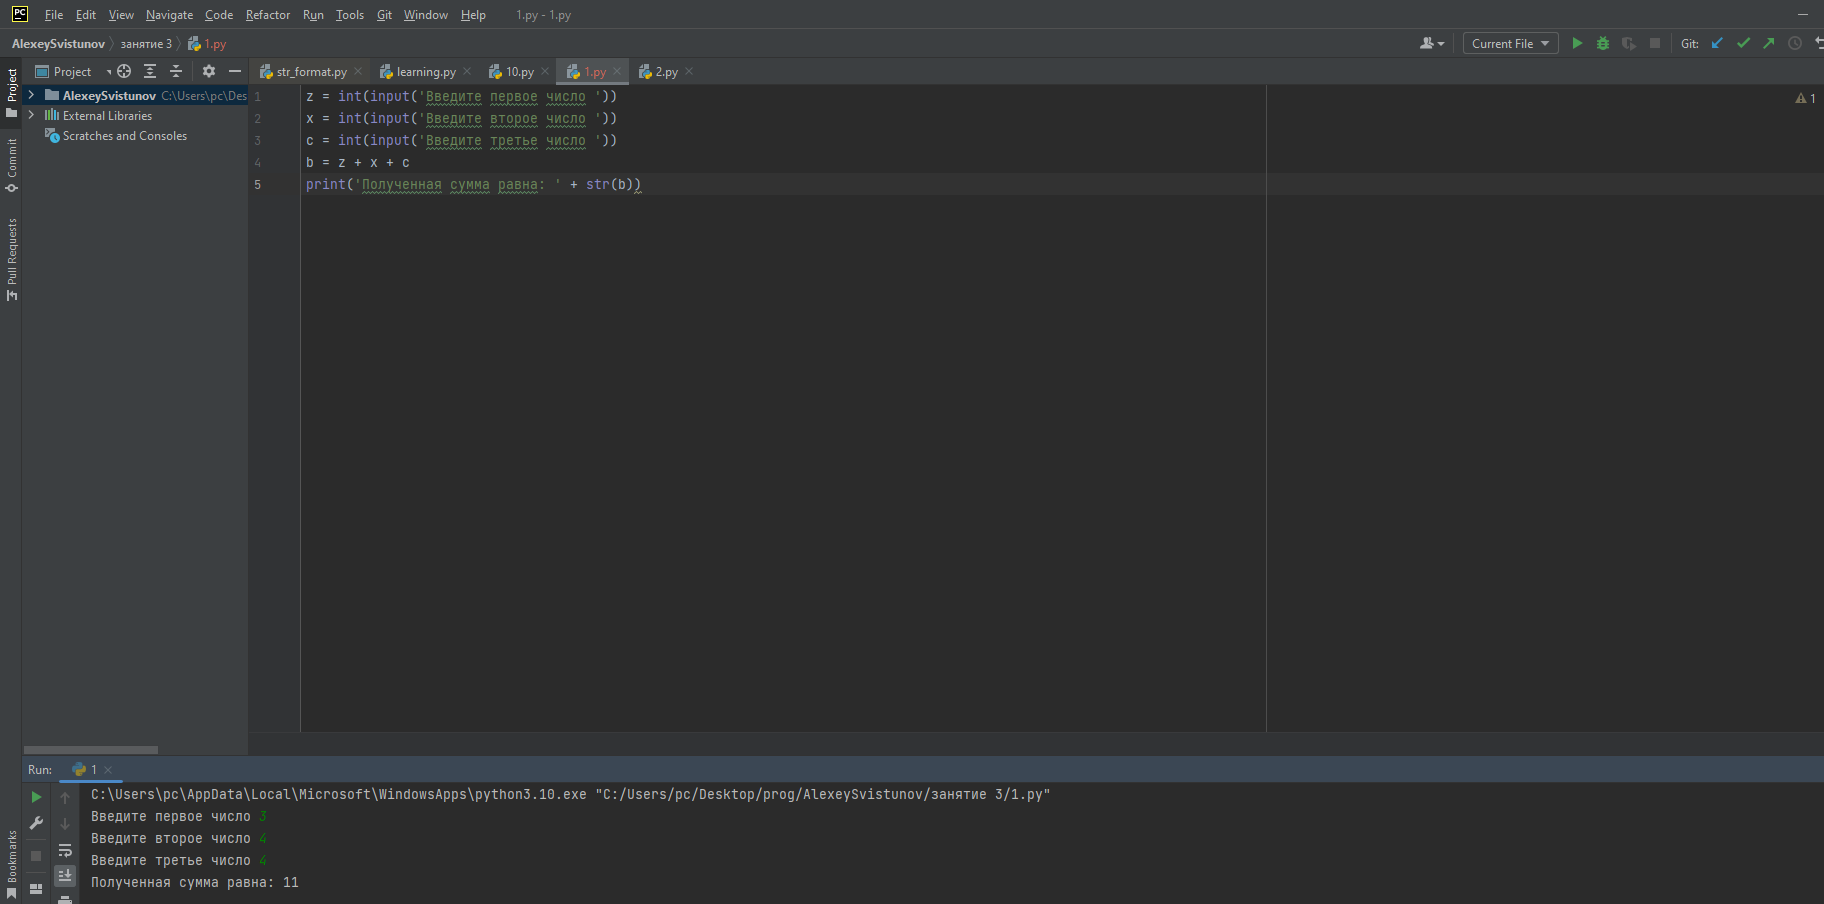 PC File Edit View Navigate Code Refactor Run Tools Git Window Help 1.py - 1.py
AlexeySvistunov занятие 3 1.py Current File Git:
Project str_format.py learning.py 10.py 1.py 2.py
AlexeySvistunov C:\Users\pc\Des
External Libraries
Scratches and Consoles
Project
Commit
Pull Requests
Bookmarks
1 z = int(input('Введите первое число '))
2 x = int(input('Введите второе число '))
3 c = int(input('Введите третье число '))
4 b = z + x + c
5 print('Полученная сумма равна: ' + str(b))
1
Run: 1
C:\Users\pc\AppData\Local\Microsoft\WindowsApps\python3.10.exe "C:/Users/pc/Desktop/prog/AlexeySvistunov/занятие 3/1.py"
Введите первое число 3
Введите второе число 4
Введите третье число 4
Полученная сумма равна: 11